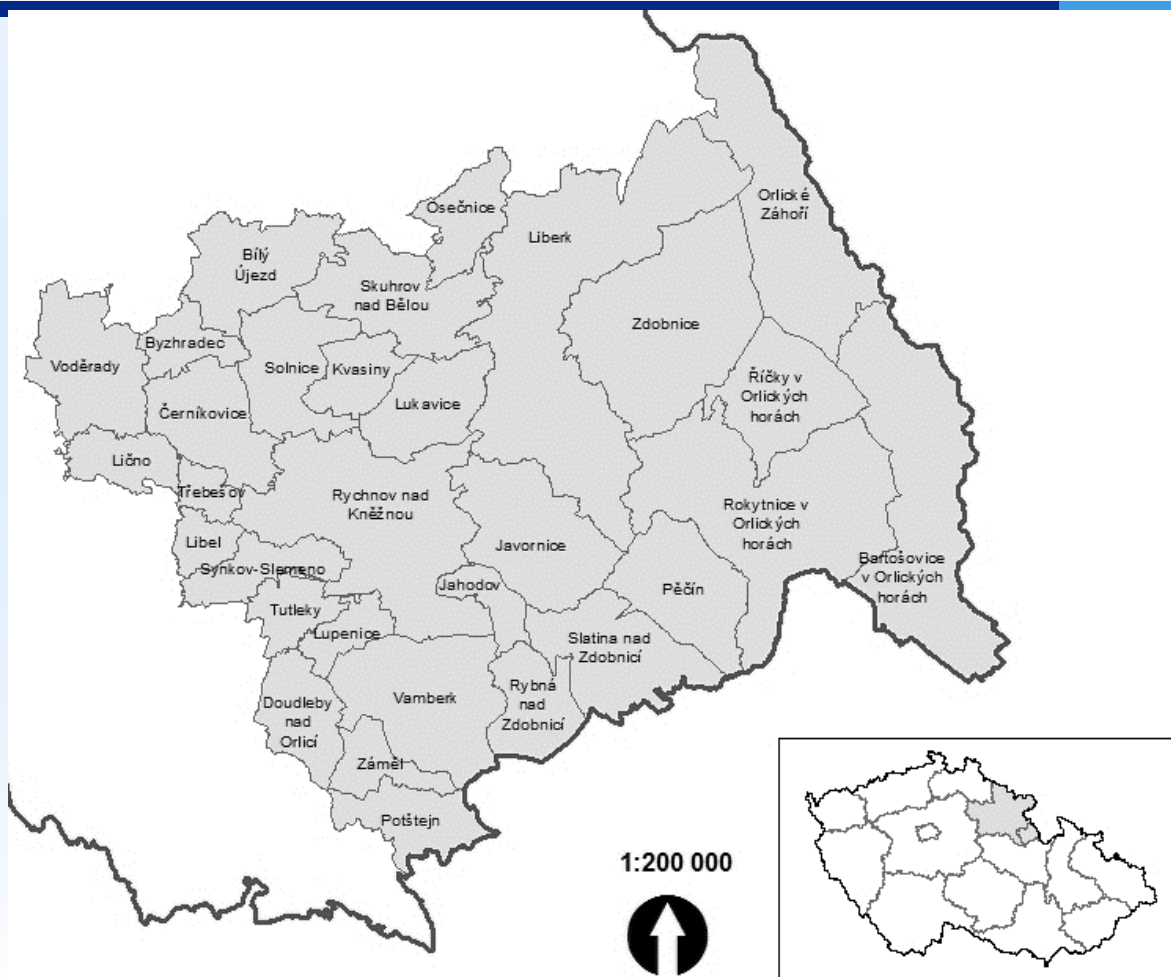 Orlické
Záhoří
Osečnice
Liberk
Bílý
Újezd
Skuhrov
nad Bělou
Zdobnice
Byzhradec
Voděrady
Solnice
Kvasiny
Říčky v
Orlických
horách
Lukavice
Černíkovice
Lično
Třebešov
Rychnov nad
Kněžnou
Rokytnice v
Orlických
horách
Libel
Javornice
Synkov-Slemeno
Bartošovice
v Orlických
horách
Jahodov
Pěčín
Tutleky
Lupenice
Slatina nad
Zdobnicí
Vamberk
Rybná
nad
Zdobnicí
Doudleby
nad
Orlicí
Záměl
Potštejn
1:200 000